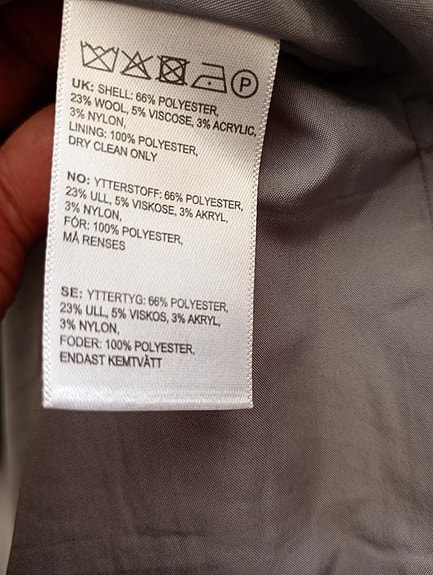 P
UK: SHELL: 66% POLYESTER,
23% WOOL, 5% VISCOSE, 3% ACRYLIC,
3% NYLON,
LINING: 100% POLYESTER,
DRY CLEAN ONLY
NO: YTTERSTOFF: 66% POLYESTER,
23% ULL, 5% VISKOSE, 3% AKRYL,
3% NYLON,
FÓR: 100% POLYESTER,
MÅ RENSES
SE: YTTERTYG: 66% POLYESTER,
23% ULL, 5% VISKOS, 3% AKRYL,
3% NYLON,
FODER: 100% POLYESTER,
ENDAST KEMTVÄTT